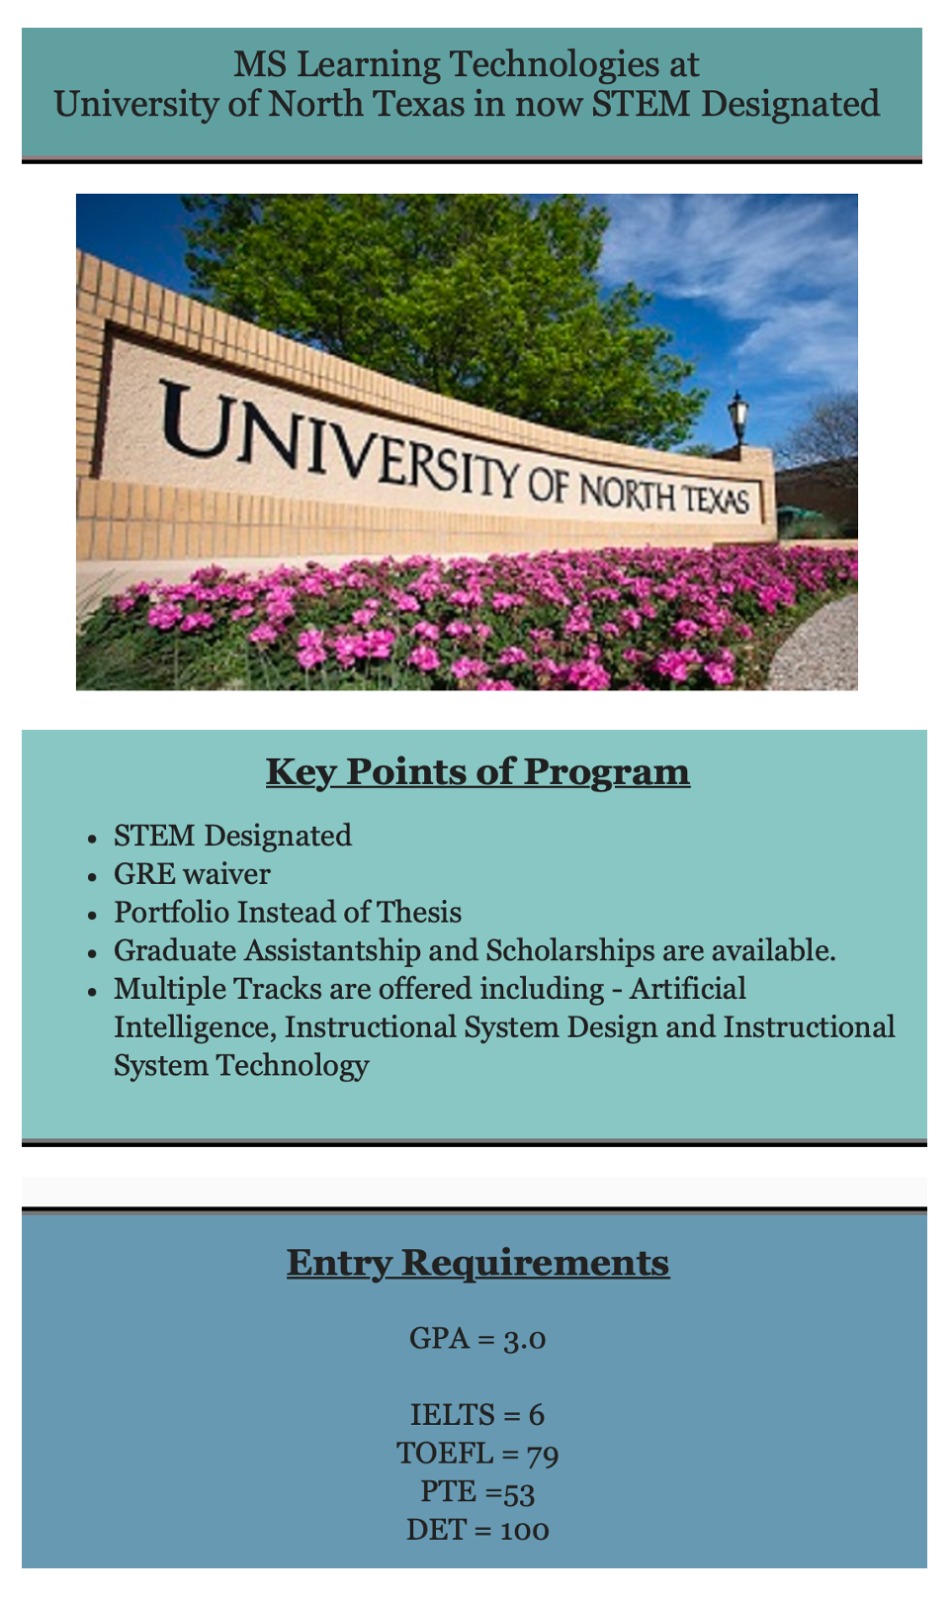 MS Learning Technologies at
University of North Texas in now STEM Designated
UNIVERSITY OF NORTH TEXAS
Key Points of Program
• STEM Designated
• GRE waiver
• Portfolio Instead of Thesis
• Graduate Assistantship and Scholarships are available.
• Multiple Tracks are offered including - Artificial
Intelligence, Instructional System Design and Instructional
System Technology
Entry Requirements
GPA = 3.0
IELTS = 6
TOEFL = 79
PTE =53
DET = 100